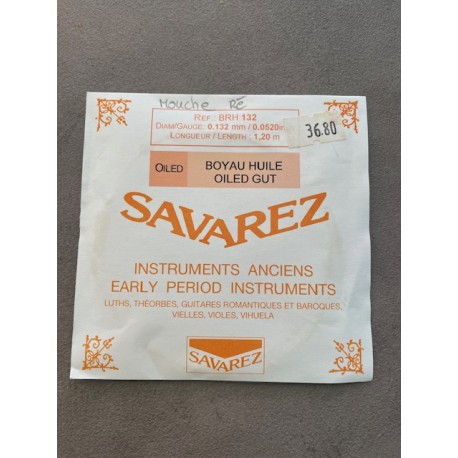 Mouche Ré
REF: BRH 132
DIAM/GAUGE: 0.132 mm / 0.0520
LONGUEUR / LENGTH : 1,20 m
36.80
OILED
BOYAU HUILE
OILED GUT
SAVAREZ
INSTRUMENTS ANCIENS
EARLY PERIOD INSTRUMENTS
LUTHS, THÉORBES, GUITARES ROMANTIQUES ET BAROQUES,
VIELLES, VIOLES, VIHUELA
SAVAREZ